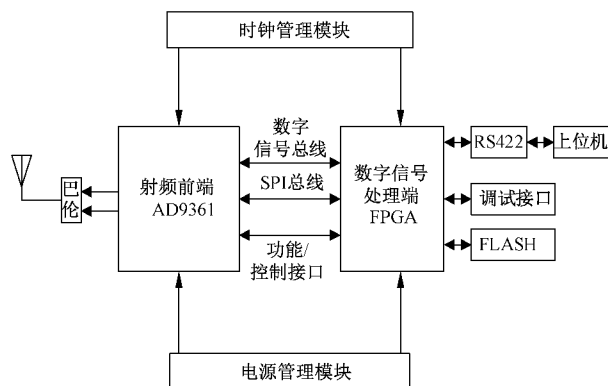 时钟管理模块
数字
信号总线
SPI总线
功能/
控制接口
巴
伦
射频前端
AD9361
数字信号
处理端
FPGA
RS422
上位机
调试接口
FLASH
电源管理模块